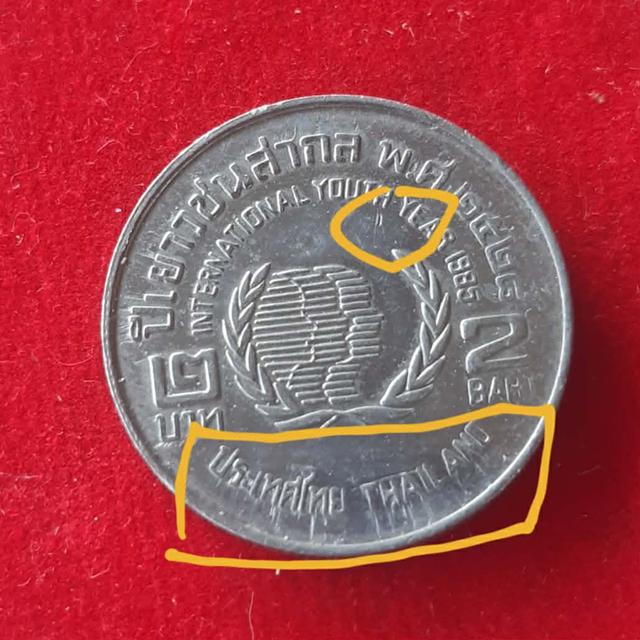 ปีเยาวชนสากล พ.ศ. ๒๕๒๘
INTERNATIONAL YOUTH YEAR 1985
๒ 2
บาท BAHT
ประเทศไทย THAILAND